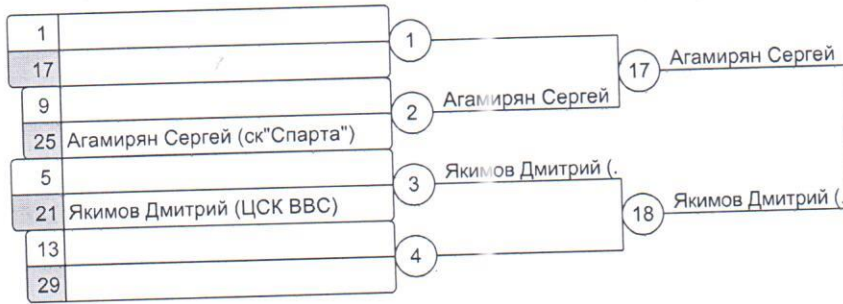 1
17
1
9
25 Агамирян Сергей (ск"Спарта")
2 Агамирян Сергей
17 Агамирян Сергей
5
21 Якимов Дмитрий (ЦСК ВВС)
3 Якимов Дмитрий (.
18 Якимов Дмитрий (.
13
29
4